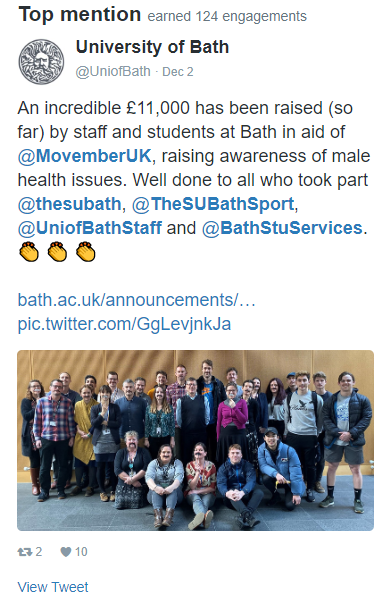 Top mention earned 124 engagements
University of Bath
@UniofBath · Dec 2
An incredible £11,000 has been raised (so
far) by staff and students at Bath in aid of
@MovemberUK, raising awareness of male
health issues. Well done to all who took part
@thesubath, @TheSUBathSport,
@UniofBathStaff and @BathStuServices.
👏 👏 👏
bath.ac.uk/announcements/…
pic.twitter.com/GgLevjnkJa
2 10
View Tweet